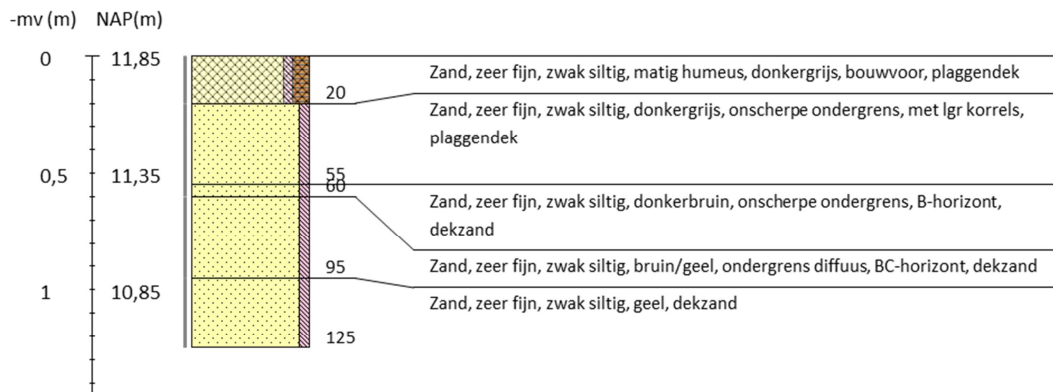 -mv (m) NAP(m)
0 11,85
Zand, zeer fijn, zwak siltig, matig humeus, donkergrijs, bouwvoor, plaggendek
20
Zand, zeer fijn, zwak siltig, donkergrijs, onscherpe ondergrens, met lgr korrels,
plaggendek
0,5 11,35 55
60
Zand, zeer fijn, zwak siltig, donkerbruin, onscherpe ondergrens, B-horizont,
dekzand
95
Zand, zeer fijn, zwak siltig, bruin/geel, ondergrens diffuus, BC-horizont, dekzand
1 10,85
Zand, zeer fijn, zwak siltig, geel, dekzand
125